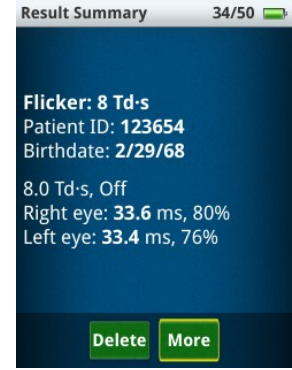 Result Summary 34/50
Flicker: 8 Td·s
Patient ID: 123654
Birthdate: 2/29/68
8.0 Td·s, Off
Right eye: 33.6 ms, 80%
Left eye: 33.4 ms, 76%
Delete More